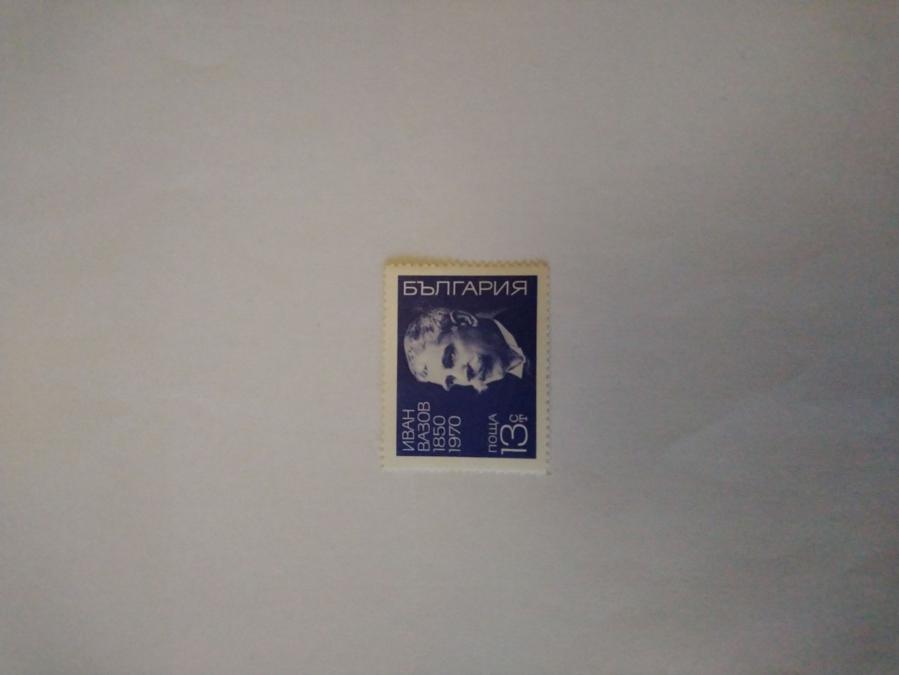 БЪЛГАРИЯ
ИВАН
ВАЗОВ
1850
1970
ПОЩА
13 СТ